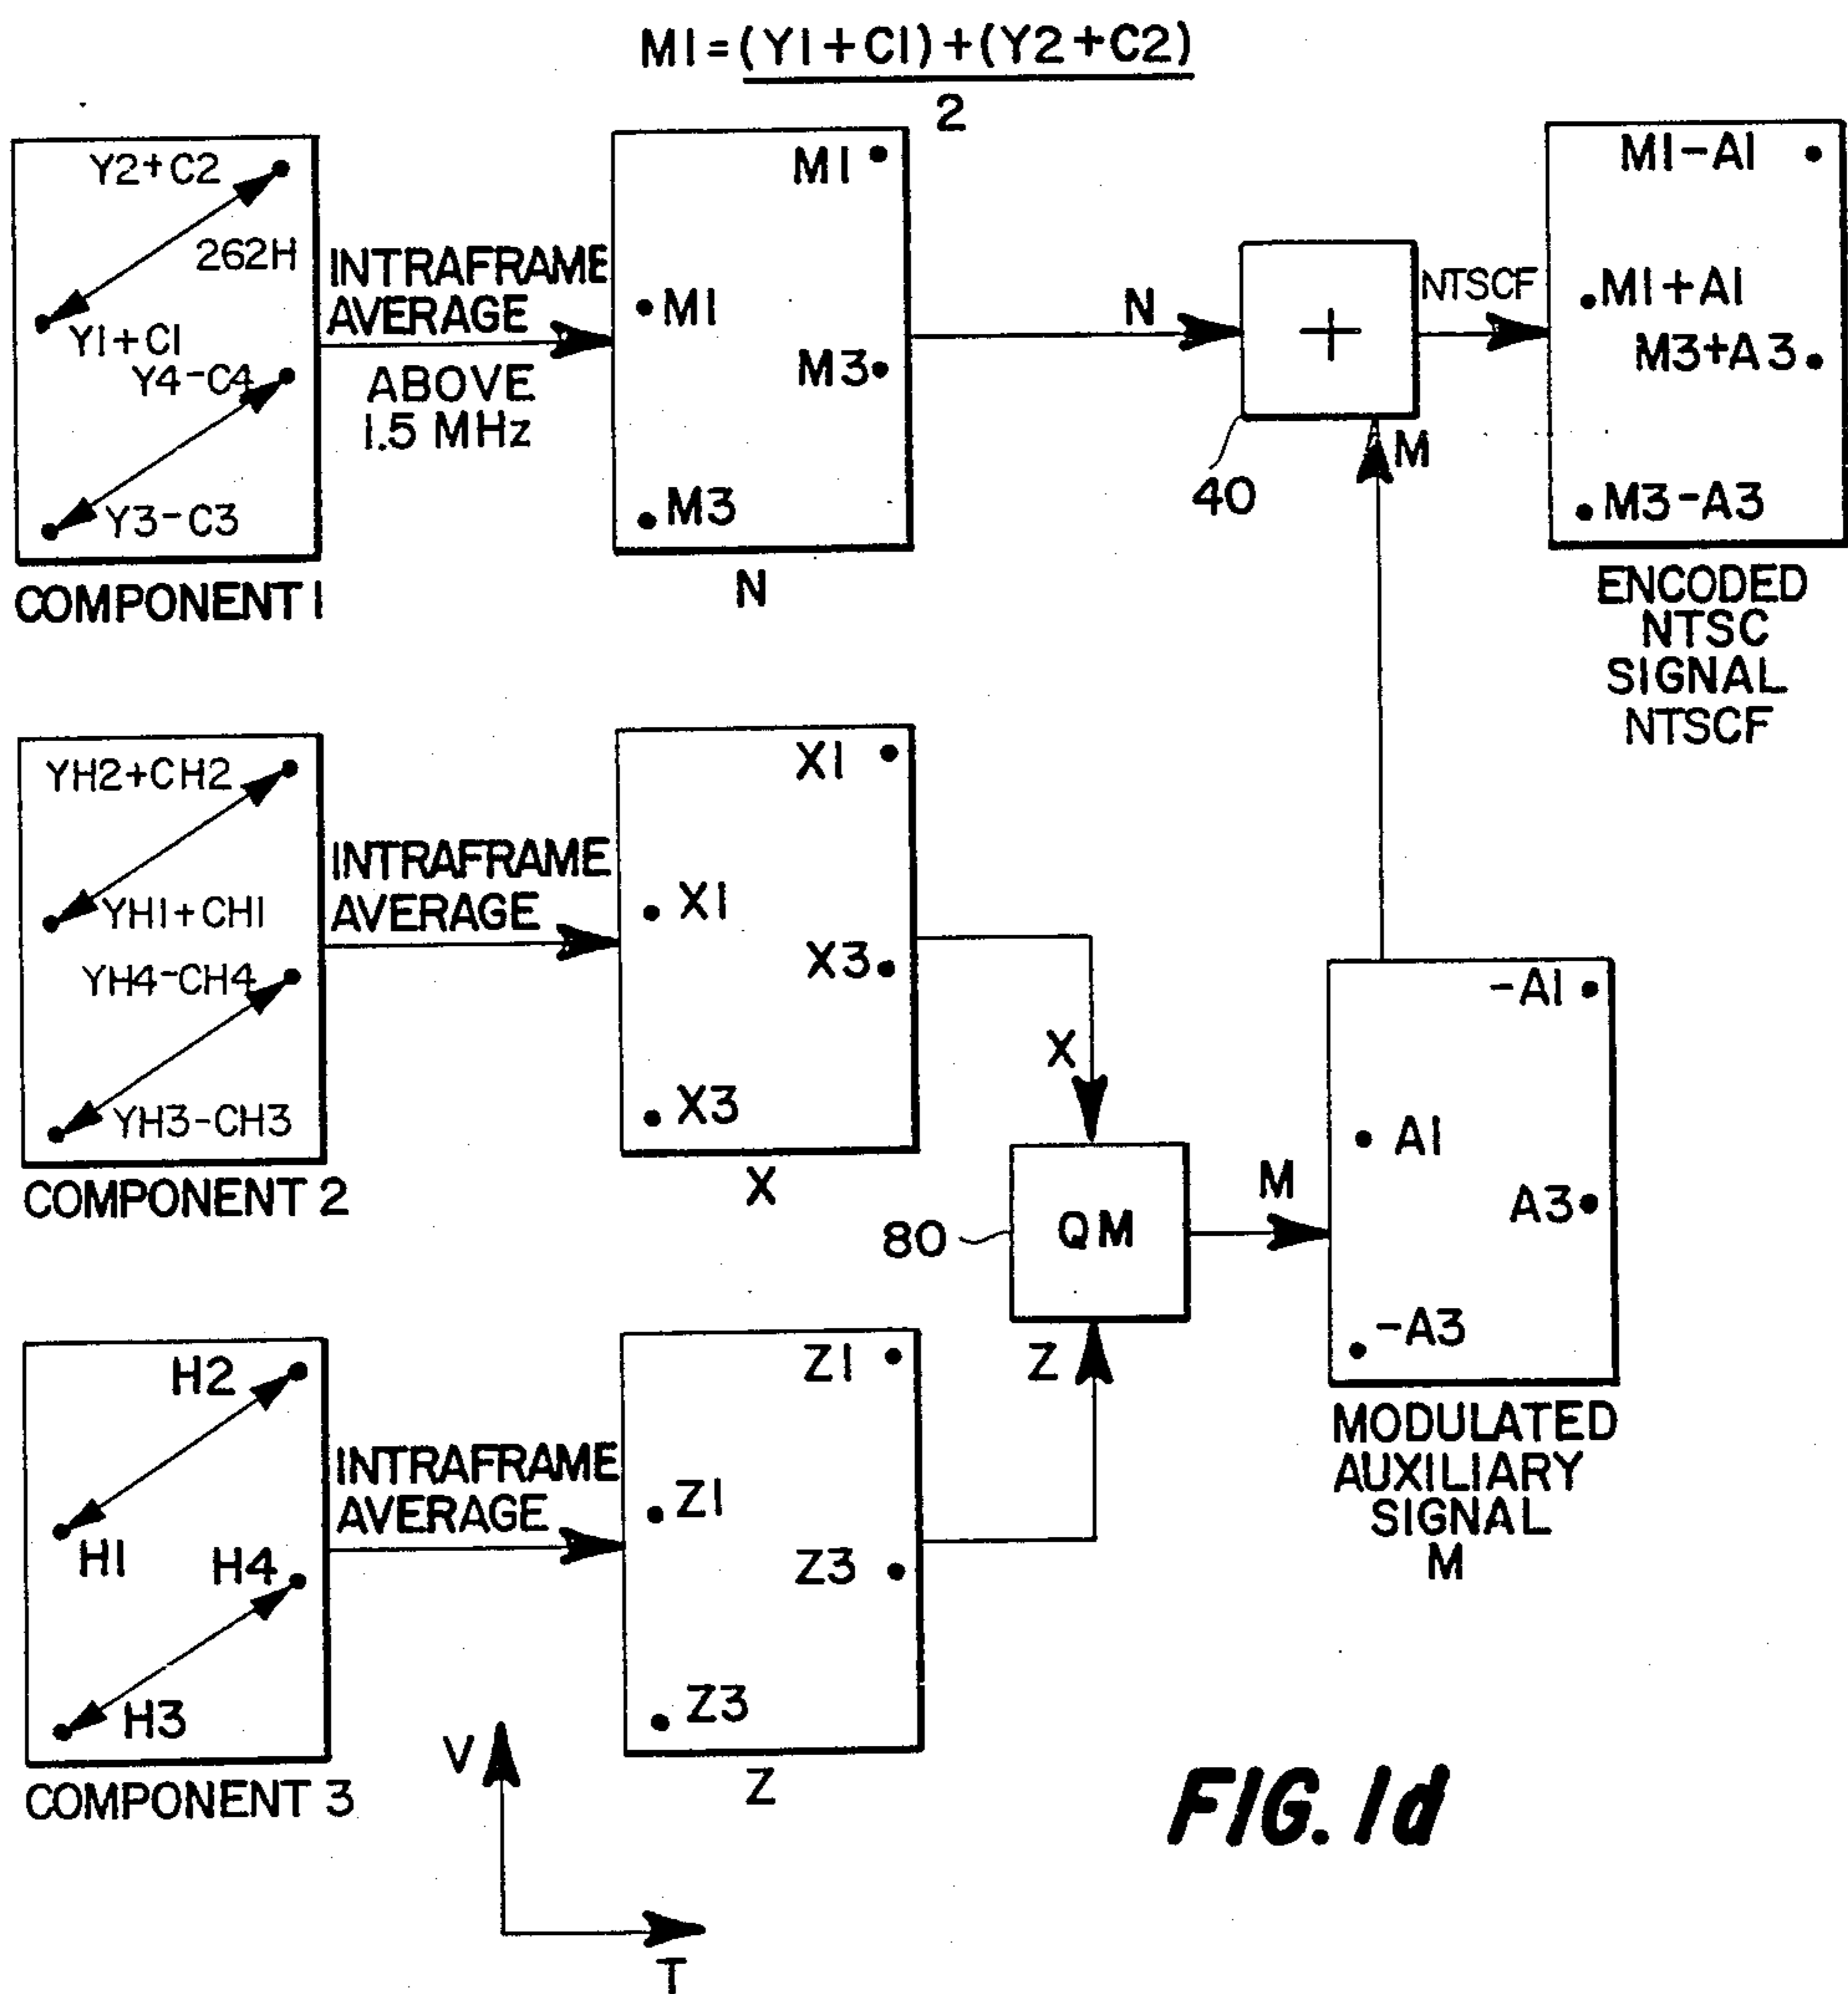 M1=(Y1+C1)+(Y2+C2)
2
Y2+C2
262H
Y1+C1
Y4-C4
Y3-C3
COMPONENT 1
INTRAFRAME
AVERAGE
ABOVE
1.5 MHz
M1
M1
M3
M3
N
N
+
40
NTSCF
M
M1-A1
M1+A1
M3+A3
M3-A3
ENCODED
NTSC
SIGNAL
NTSCF
YH2+CH2
YH1+CH1
YH4-CH4
YH3-CH3
COMPONENT 2
INTRAFRAME
AVERAGE
X1
X1
X3
X3
X
X
80
QM
M
Z
-A1
A1
A3
-A3
MODULATED
AUXILIARY
SIGNAL
M
H2
H1
H4
H3
COMPONENT 3
INTRAFRAME
AVERAGE
Z1
Z1
Z3
Z3
Z
V
T
FIG. 1d